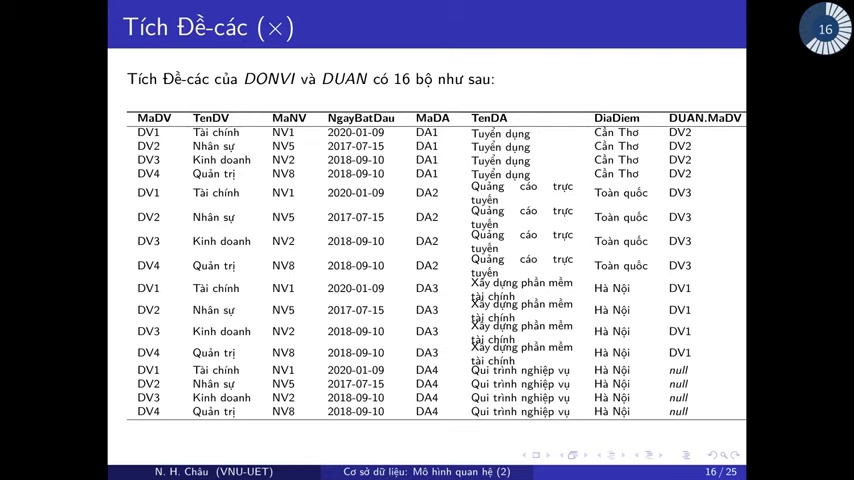 Tích Đề-các (×)
16
Tích Đề-các của DONVI và DUAN có 16 bộ như sau:
MaDV TenDV MaNV NgayBatDau MaDA TenDA DiaDiem DUAN.MaDV
DV1 Tài chính NV1 2020-01-09 DA1 Tuyển dụng Cần Thơ DV2
DV2 Nhân sự NV5 2017-07-15 DA1 Tuyển dụng Cần Thơ DV2
DV3 Kinh doanh NV2 2018-09-10 DA1 Tuyển dụng Cần Thơ DV2
DV4 Quản trị NV8 2018-09-10 DA1 Tuyển dụng Cần Thơ DV2
DV1 Tài chính NV1 2020-01-09 DA2 Quảng cáo trực Toàn quốc DV3
tuyến
DV2 Nhân sự NV5 2017-07-15 DA2 Quảng cáo trực Toàn quốc DV3
tuyến
DV3 Kinh doanh NV2 2018-09-10 DA2 Quảng cáo trực Toàn quốc DV3
tuyến
DV4 Quản trị NV8 2018-09-10 DA2 Quảng cáo trực Toàn quốc DV3
tuyến
DV1 Tài chính NV1 2020-01-09 DA3 Xây dựng phần mềm Hà Nội DV1
tài chính
DV2 Nhân sự NV5 2017-07-15 DA3 Xây dựng phần mềm Hà Nội DV1
tài chính
DV3 Kinh doanh NV2 2018-09-10 DA3 Xây dựng phần mềm Hà Nội DV1
tài chính
DV4 Quản trị NV8 2018-09-10 DA3 Xây dựng phần mềm Hà Nội DV1
tài chính
DV1 Tài chính NV1 2020-01-09 DA4 Qui trình nghiệp vụ Hà Nội null
DV2 Nhân sự NV5 2017-07-15 DA4 Qui trình nghiệp vụ Hà Nội null
DV3 Kinh doanh NV2 2018-09-10 DA4 Qui trình nghiệp vụ Hà Nội null
DV4 Quản trị NV8 2018-09-10 DA4 Qui trình nghiệp vụ Hà Nội null
N. H. Châu (VNU-UET) Cơ sở dữ liệu: Mô hình quan hệ (2) 16 / 25